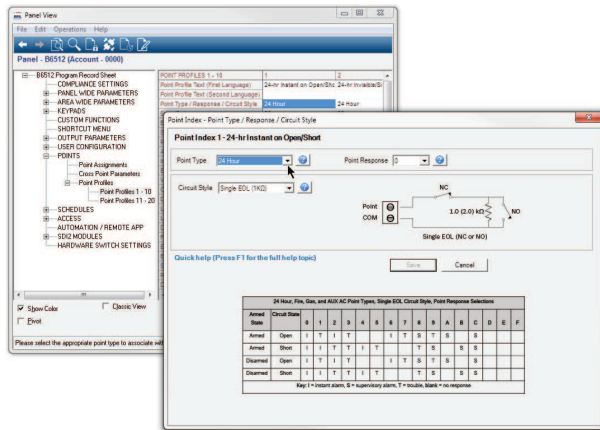 Panel View
File Edit Operations Help
Panel - B6512 (Account - 0000)
B6512 Program Record Sheet
COMPLIANCE SETTINGS
PANEL WIDE PARAMETERS
AREA WIDE PARAMETERS
KEYPADS
CUSTOM FUNCTIONS
SHORTCUT MENU
OUTPUT PARAMETERS
USER CONFIGURATION
POINTS
Point Assignments
Cross Point Parameters
Point Profiles
Point Profiles 1 - 10
Point Profiles 11 - 20
SCHEDULES
ACCESS
AUTOMATION / REMOTE APP
SDI2 MODULES
HARDWARE SWITCH SETTINGS
POINT PROFILES 1 - 10 1 2
Point Profile Text (First Language) 24-hr Instant on Open/Shc 24-hr Invisible/Si
Point Profile Text (Second Language)
Point Type / Response / Circuit Style 24 Hour 24 Hour
Show Color Classic View
Pivot
Please select the appropriate point type to associate wit
Point Index - Point Type / Response / Circuit Style
Point Index 1 - 24-hr Instant on Open/Short
Point Type 24 Hour Point Response 0
Circuit Style Single EOL (1KΩ)
NC
Point
COM
1.0 (2.0) kΩ
NO
Single EOL (NC or NO)
Quick help (Press F1 for the full help topic)
Save Cancel
24 Hour, Fire, Gas, and AUX AC Point Types, Single EOL Circuit Style, Point Response Selections
Armed State Circuit State 0 1 2 3 4 5 6 7 8 9 A B C D E F
Armed Open I T I T I T S T S S
Armed Short I I T T I T T S S S
Disarmed Open I T I T I T S T S S
Disarmed Short I I T T I T T S S S
Key: I = instant alarm, S = supervisory alarm, T = trouble, blank = no response